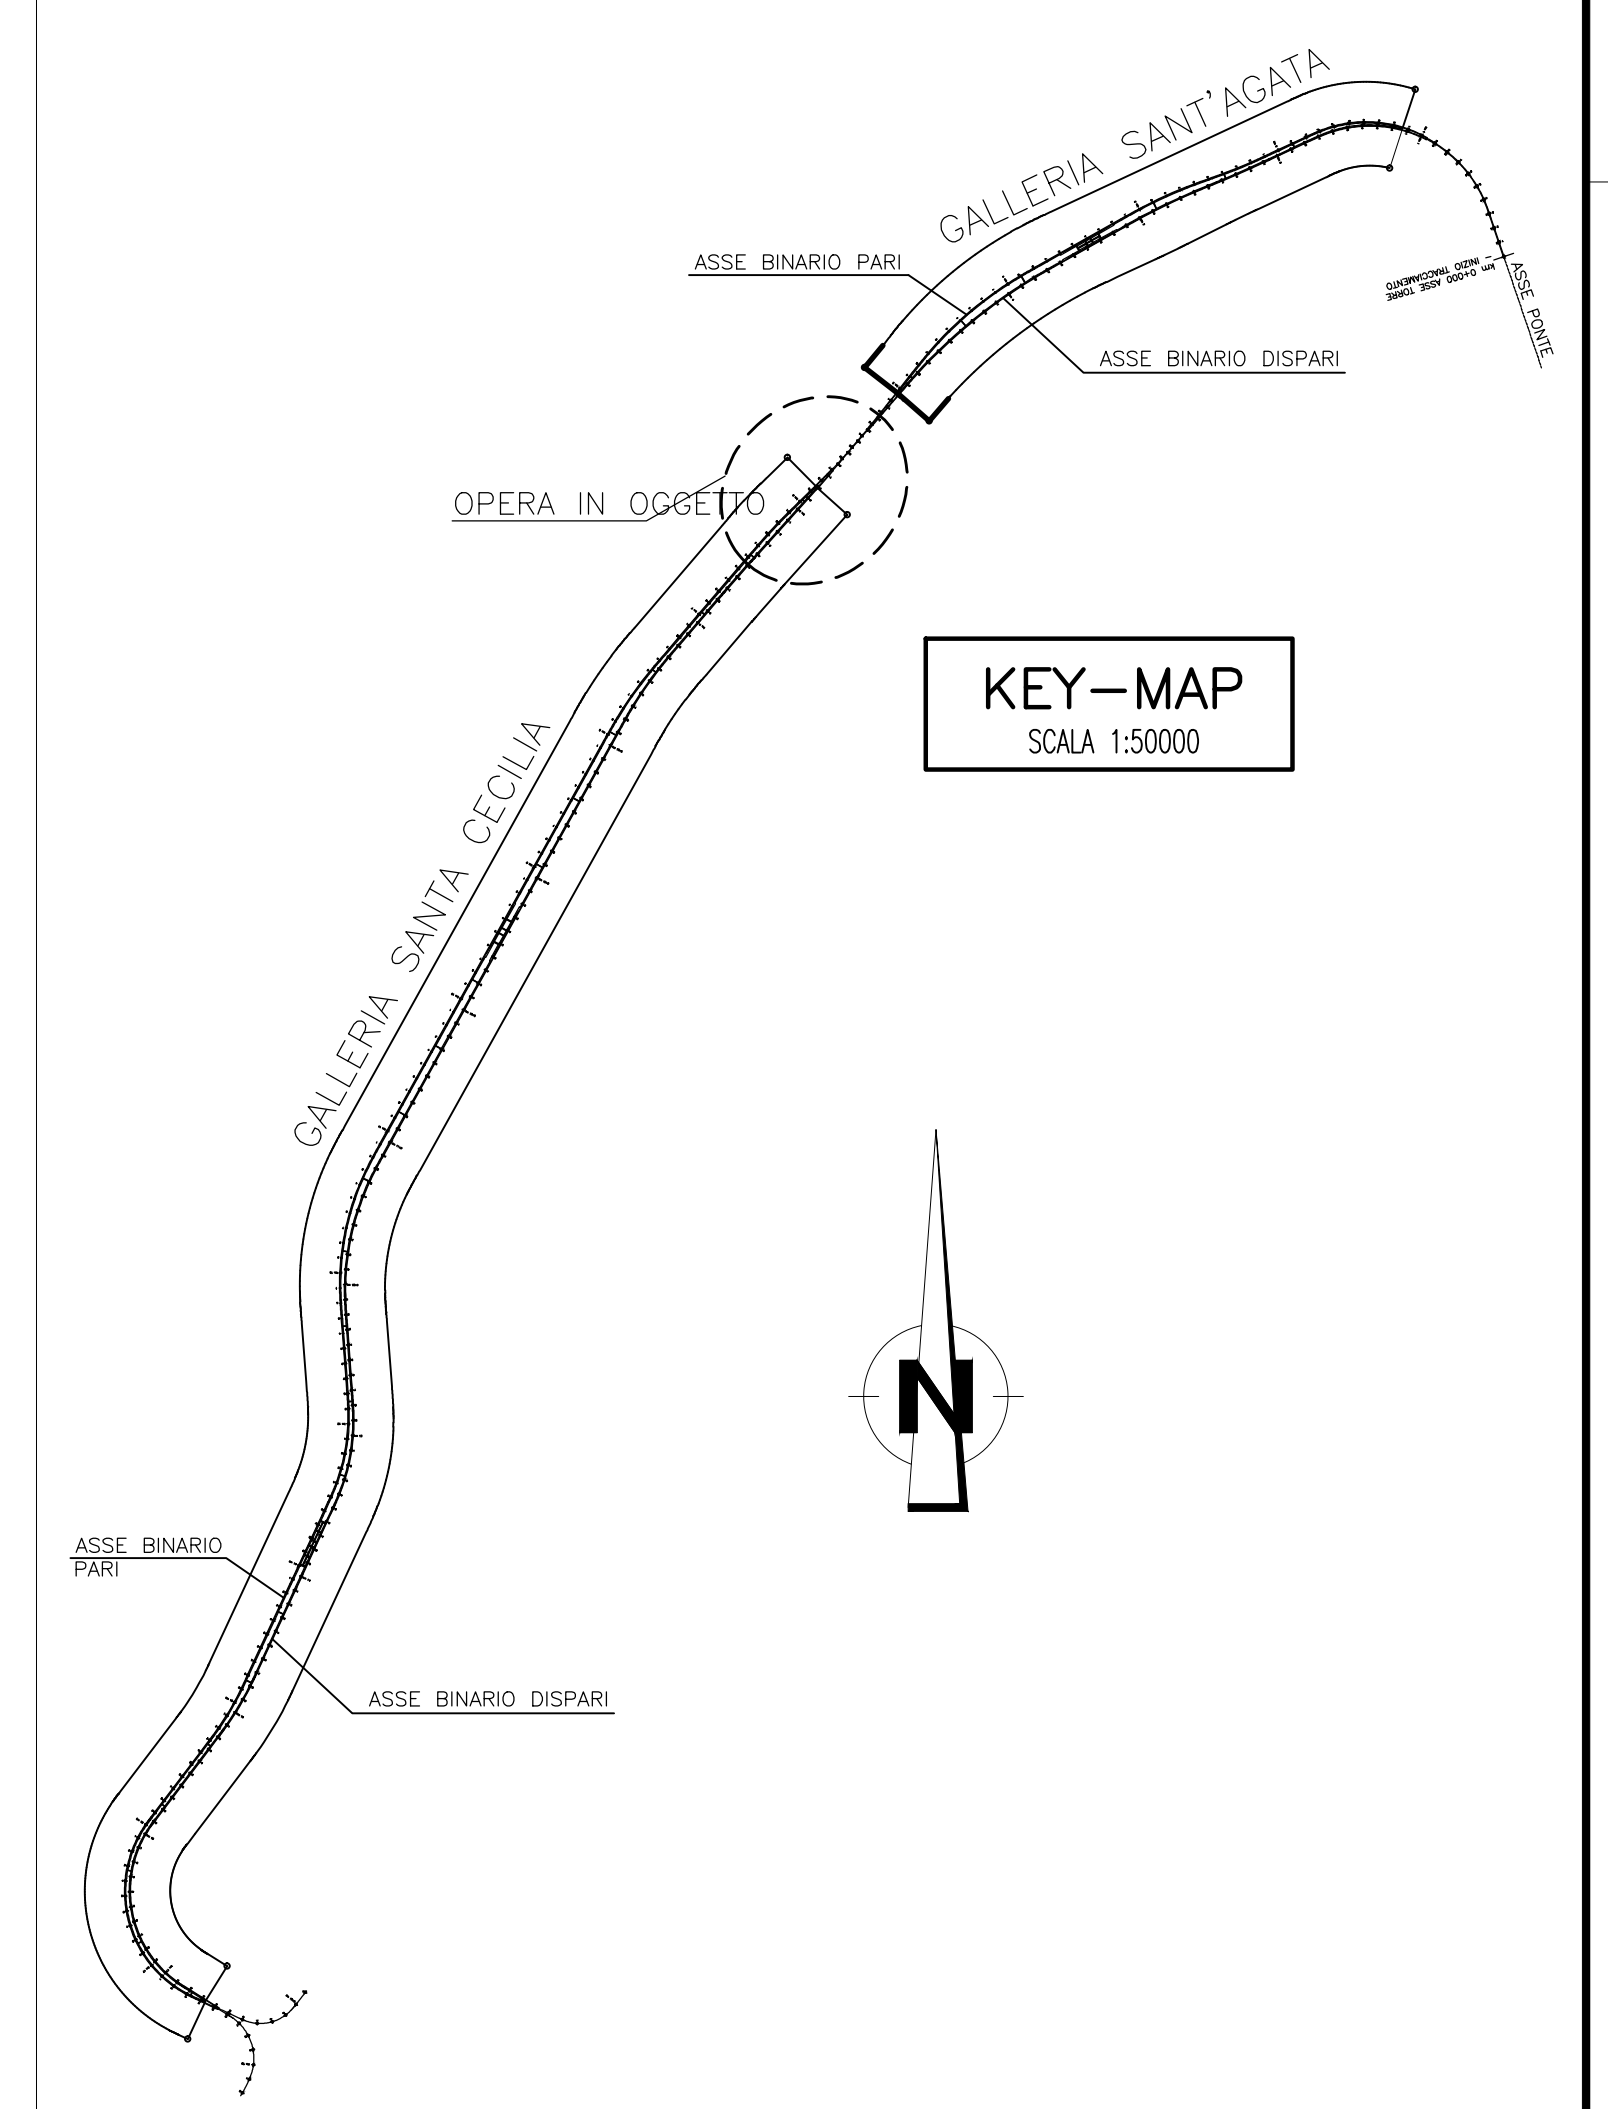 GALLERIA SANT'AGATA
ASSE BINARIO PARI
km 0+000 ASSE TORRE
- INIZIO TRACCIAMENTO
ASSE PONTE
ASSE BINARIO DISPARI
OPERA IN OGGETTO
KEY-MAP
SCALA 1:50000
GALLERIA SANTA CECILIA
N
ASSE BINARIO
PARI
ASSE BINARIO DISPARI